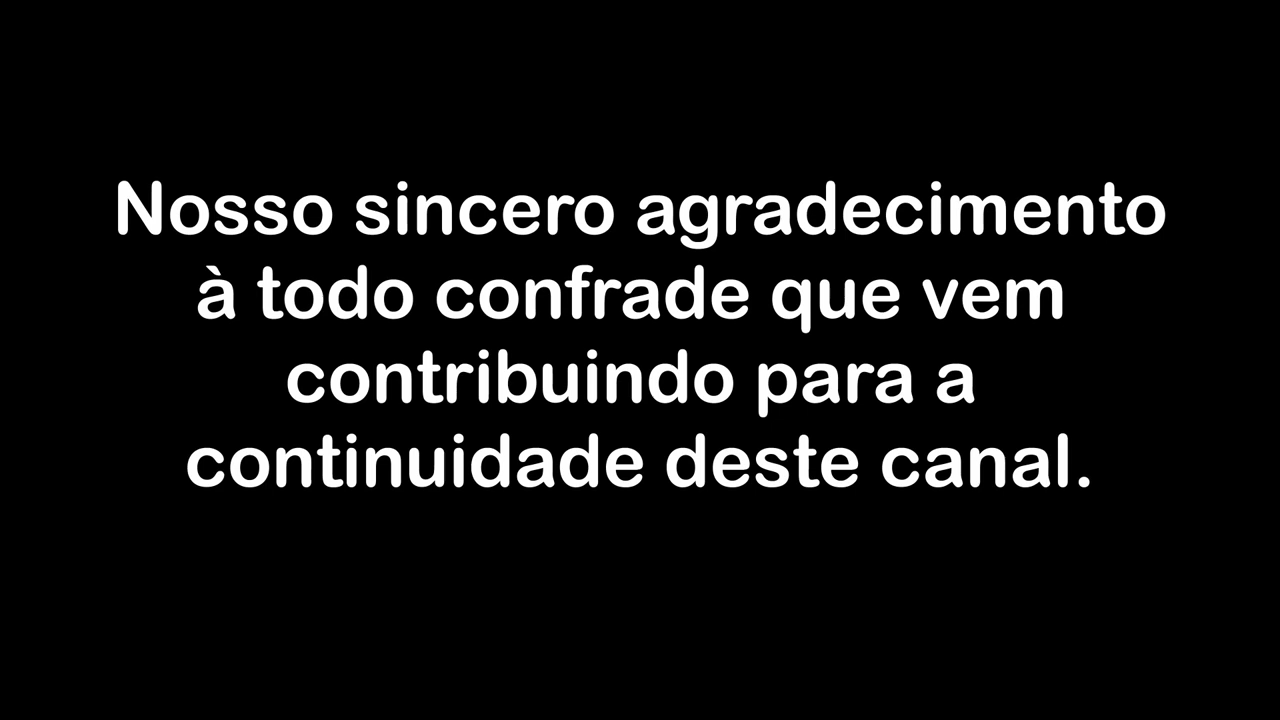 Nosso sincero agradecimento
à todo confrade que vem
contribuindo para a
continuidade deste canal.